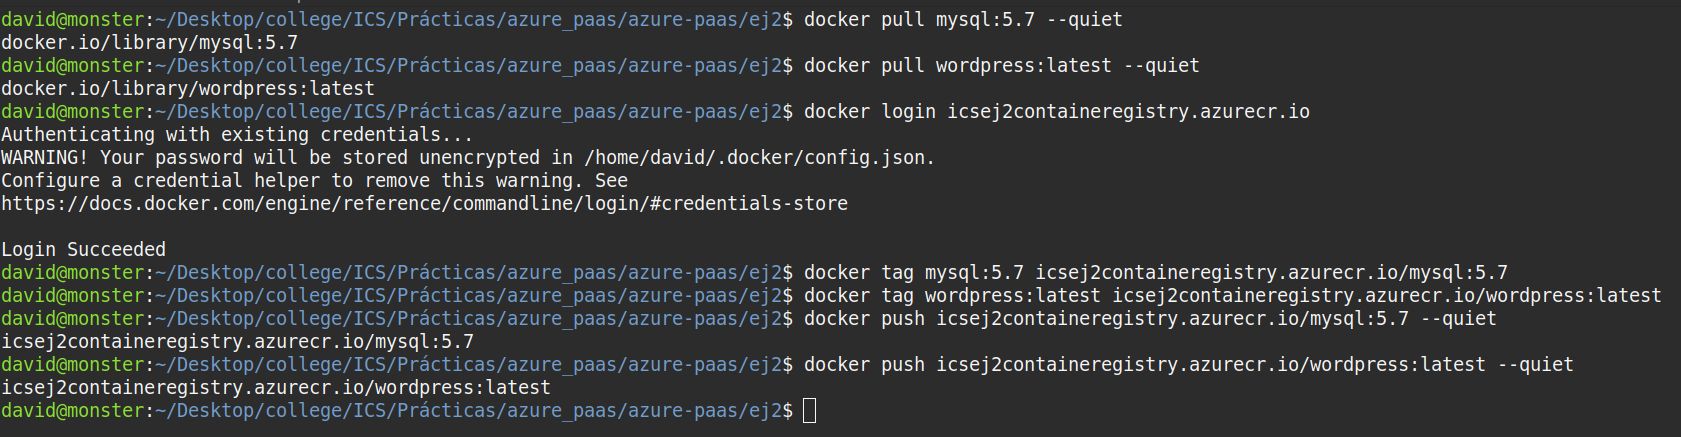 david@monster:~/Desktop/college/ICS/Prácticas/azure_paas/azure-paas/ej2$ docker pull mysql:5.7 --quiet
docker.io/library/mysql:5.7
david@monster:~/Desktop/college/ICS/Prácticas/azure_paas/azure-paas/ej2$ docker pull wordpress:latest --quiet
docker.io/library/wordpress:latest
david@monster:~/Desktop/college/ICS/Prácticas/azure_paas/azure-paas/ej2$ docker login icsej2containeregistry.azurecr.io
Authenticating with existing credentials...
WARNING! Your password will be stored unencrypted in /home/david/.docker/config.json.
Configure a credential helper to remove this warning. See
https://docs.docker.com/engine/reference/commandline/login/#credentials-store

Login Succeeded
david@monster:~/Desktop/college/ICS/Prácticas/azure_paas/azure-paas/ej2$ docker tag mysql:5.7 icsej2containeregistry.azurecr.io/mysql:5.7
david@monster:~/Desktop/college/ICS/Prácticas/azure_paas/azure-paas/ej2$ docker tag wordpress:latest icsej2containeregistry.azurecr.io/wordpress:latest
david@monster:~/Desktop/college/ICS/Prácticas/azure_paas/azure-paas/ej2$ docker push icsej2containeregistry.azurecr.io/mysql:5.7 --quiet
icsej2containeregistry.azurecr.io/mysql:5.7
david@monster:~/Desktop/college/ICS/Prácticas/azure_paas/azure-paas/ej2$ docker push icsej2containeregistry.azurecr.io/wordpress:latest --quiet
icsej2containeregistry.azurecr.io/wordpress:latest
david@monster:~/Desktop/college/ICS/Prácticas/azure_paas/azure-paas/ej2$